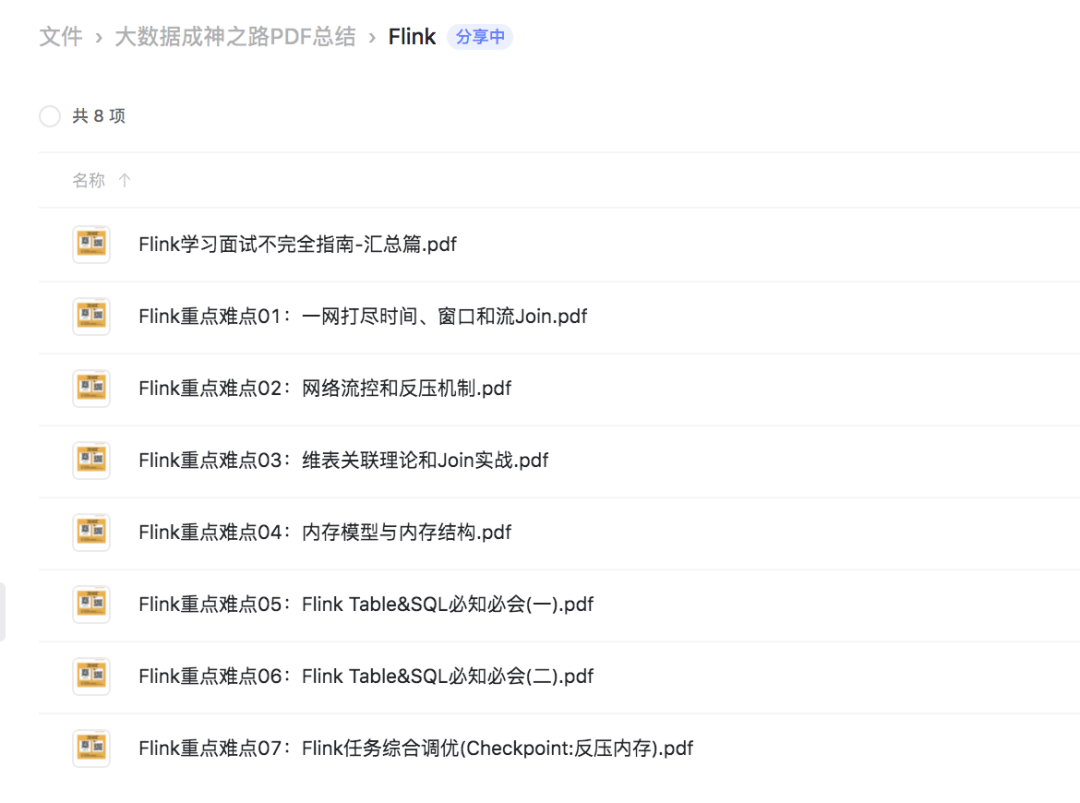 文件 › 大数据成神之路PDF总结 › Flink 分享中
共 8 项
名称 ↑
Flink学习面试不完全指南-汇总篇.pdf
Flink重点难点01：一网打尽时间、窗口和流Join.pdf
Flink重点难点02：网络流控和反压机制.pdf
Flink重点难点03：维表关联理论和Join实战.pdf
Flink重点难点04：内存模型与内存结构.pdf
Flink重点难点05：Flink Table&SQL必知必会(一).pdf
Flink重点难点06：Flink Table&SQL必知必会(二).pdf
Flink重点难点07：Flink任务综合调优(Checkpoint:反压内存).pdf